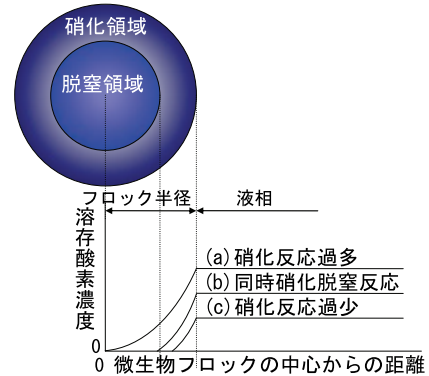 硝化領域
脱窒領域
フロック半径
液相
溶存酸素濃度
(a)硝化反応過多
(b)同時硝化脱窒反応
(c)硝化反応過少
0
0
微生物フロックの中心からの距離